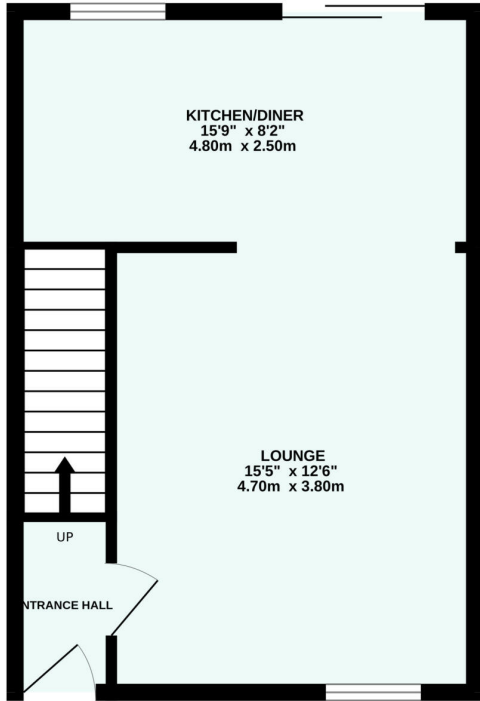 KITCHEN/DINER
15'9" x 8'2"
4.80m x 2.50m
LOUNGE
15'5" x 12'6"
4.70m x 3.80m
UP
NTRANCE HALL